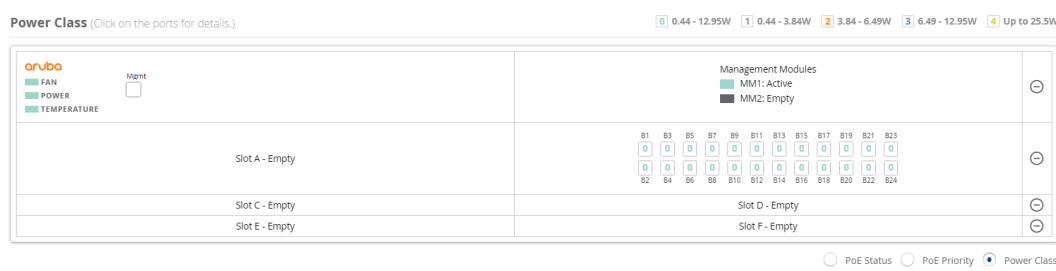 Power Class (Click on the ports for details.)
0 0.44 - 12.95W 1 0.44 - 3.84W 2 3.84 - 6.49W 3 6.49 - 12.95W 4 Up to 25.5W
aruba
FAN
POWER
TEMPERATURE
Mgmt
Management Modules
MM1: Active
MM2: Empty
Slot A - Empty
B1 B3 B5 B7 B9 B11 B13 B15 B17 B19 B21 B23
0 0 0 0 0 0 0 0 0 0 0 0
0 0 0 0 0 0 0 0 0 0 0 0
B2 B4 B6 B8 B10 B12 B14 B16 B18 B20 B22 B24
Slot C - Empty
Slot D - Empty
Slot E - Empty
Slot F - Empty
PoE Status PoE Priority Power Class